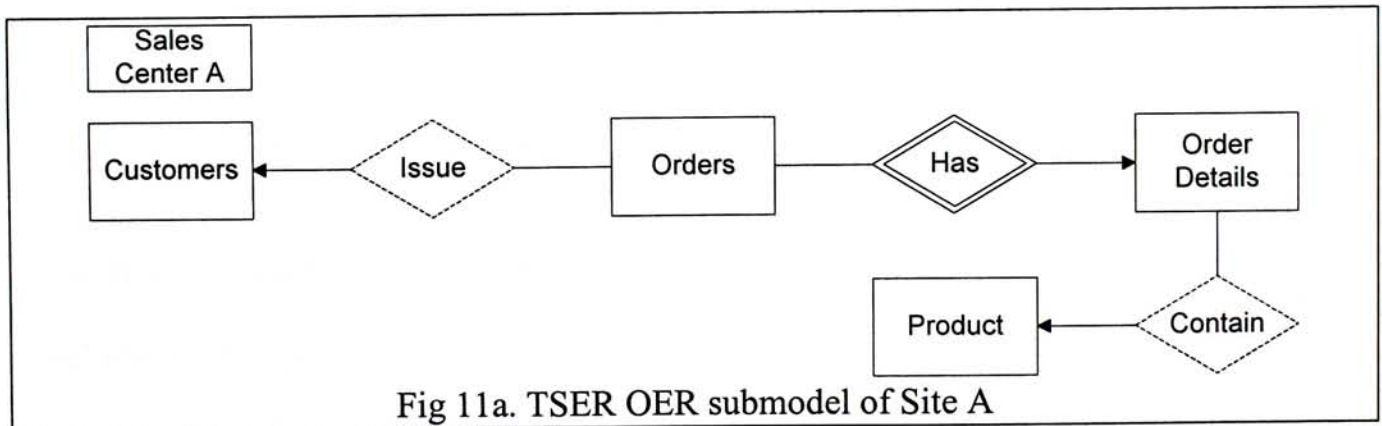 Sales
Center A
Customers
Issue
Orders
Has
Order
Details
Product
Contain
Fig 11a. TSER OER submodel of Site A